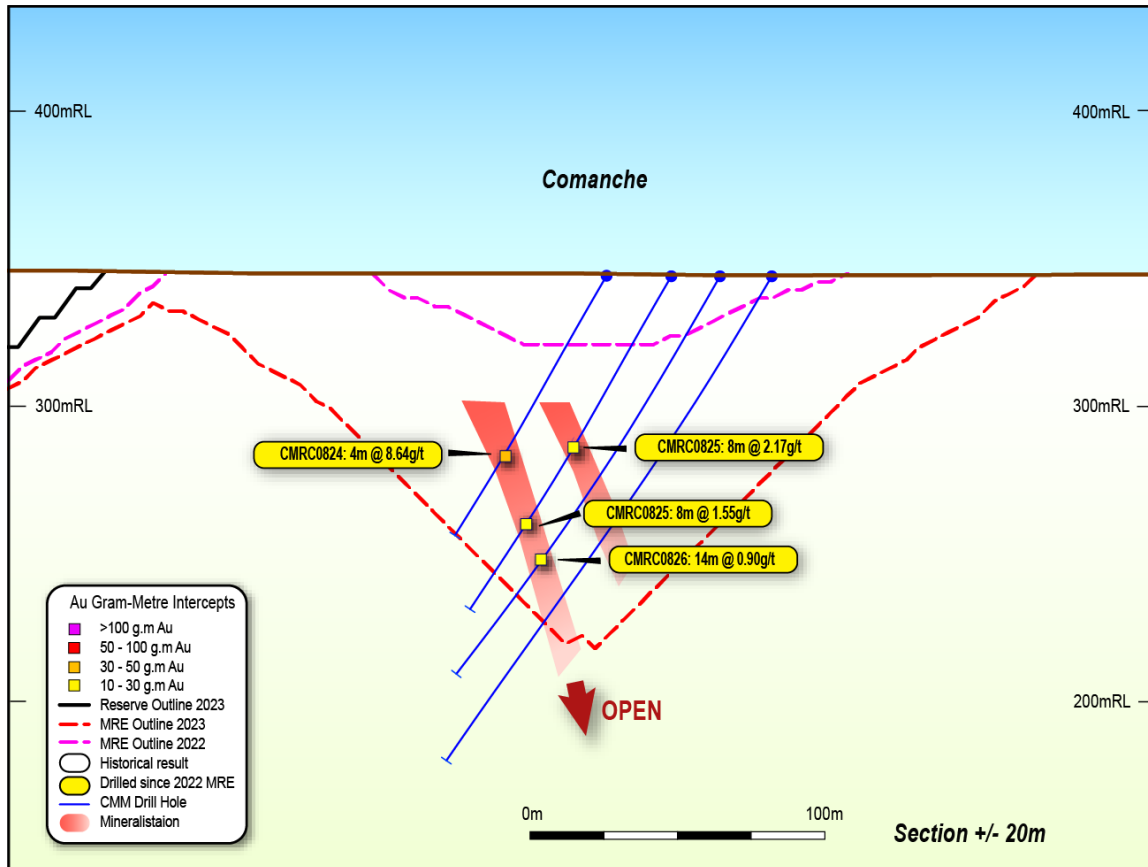 400mRL
400mRL
Comanche
300mRL
300mRL
CMRC0824: 4m @ 8.64g/t
CMRC0825: 8m @ 2.17g/t
CMRC0825: 8m @ 1.55g/t
CMRC0826: 14m @ 0.90g/t
Au Gram-Metre Intercepts
>100 g.m Au
50 - 100 g.m Au
30 - 50 g.m Au
10 - 30 g.m Au
Reserve Outline 2023
MRE Outline 2023
MRE Outline 2022
Historical result
Drilled since 2022 MRE
CMM Drill Hole
Mineralistaion
OPEN
200mRL
0m
100m
Section +/- 20m